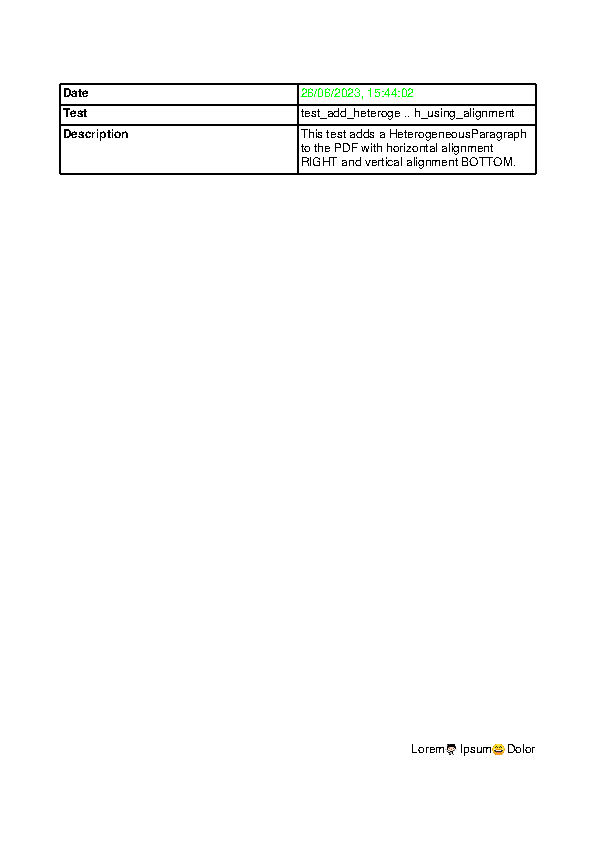 Date 26/06/2023, 15:44:02
Test test_add_heteroge .. h_using_alignment
Description This test adds a HeterogeneousParagraph
to the PDF with horizontal alignment
RIGHT and vertical alignment BOTTOM.
Lorem Ipsum😄 Dolor